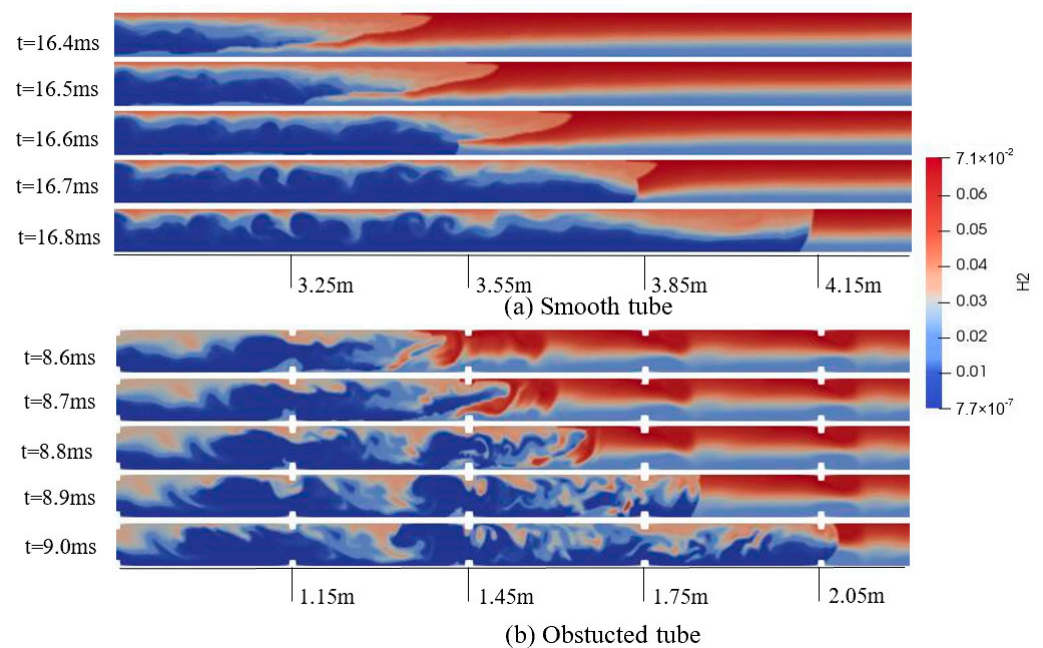 t=16.4ms
t=16.5ms
t=16.6ms
t=16.7ms
t=16.8ms
3.25m 3.55m 3.85m 4.15m
(a) Smooth tube
7.1×10⁻²
0.06
0.05
0.04
0.03
0.02
0.01
7.7×10⁻⁷
H2
t=8.6ms
t=8.7ms
t=8.8ms
t=8.9ms
t=9.0ms
1.15m 1.45m 1.75m 2.05m
(b) Obstucted tube